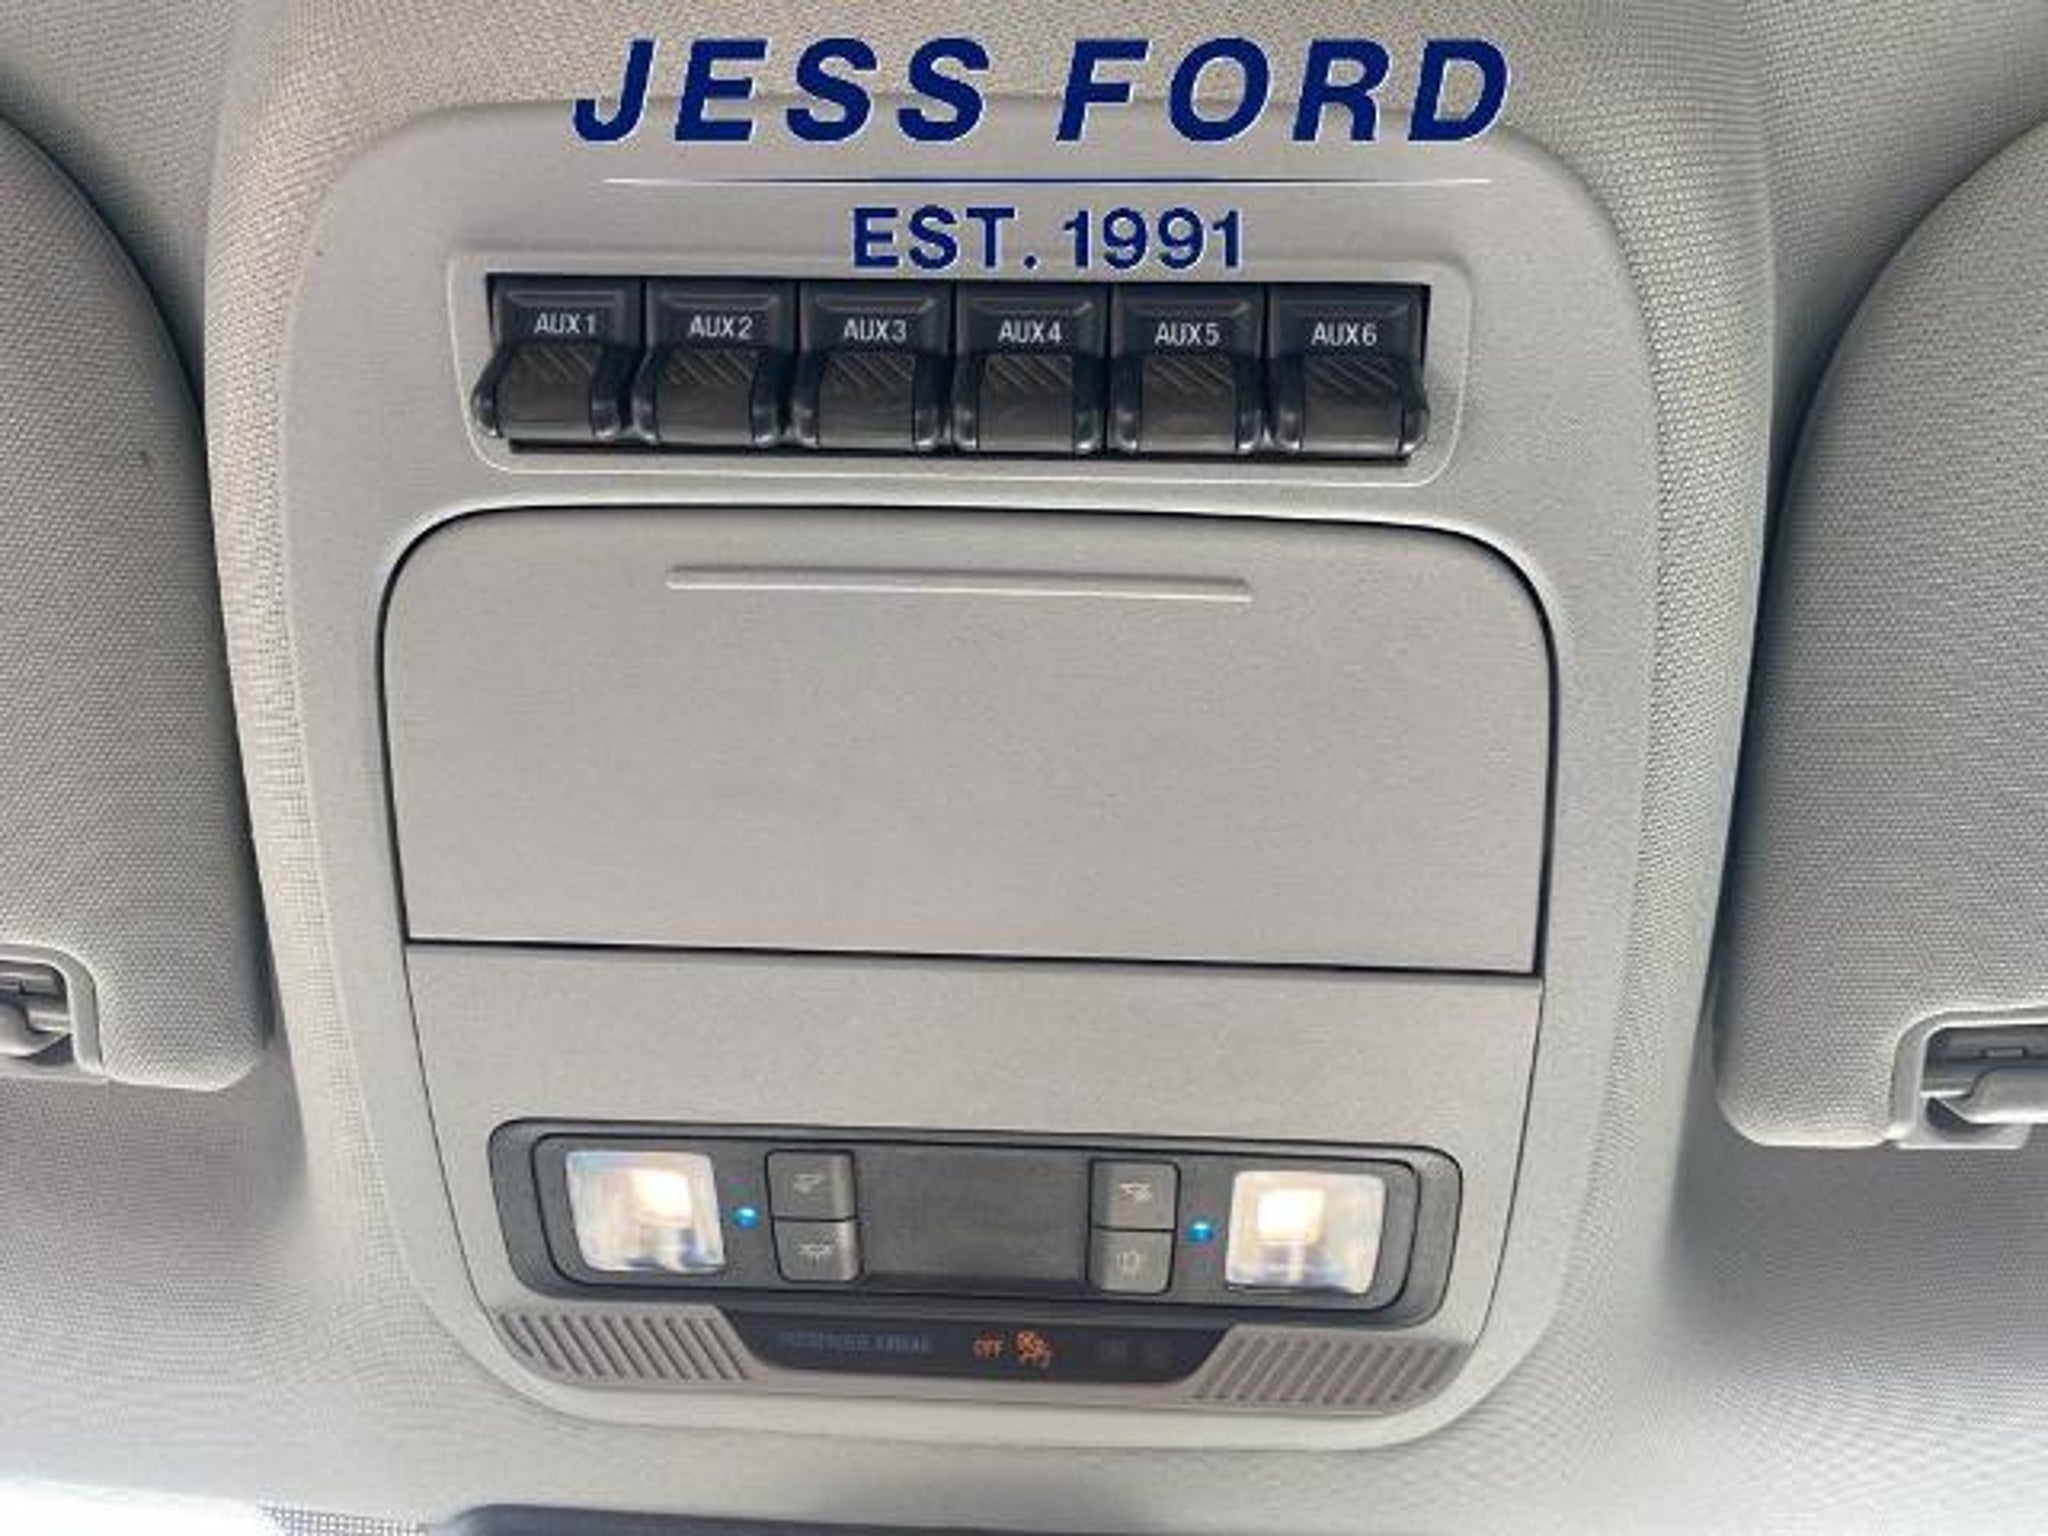 JESS FORD
EST. 1991
AUX1 AUX2 AUX3 AUX4 AUX5 AUX6
OFF